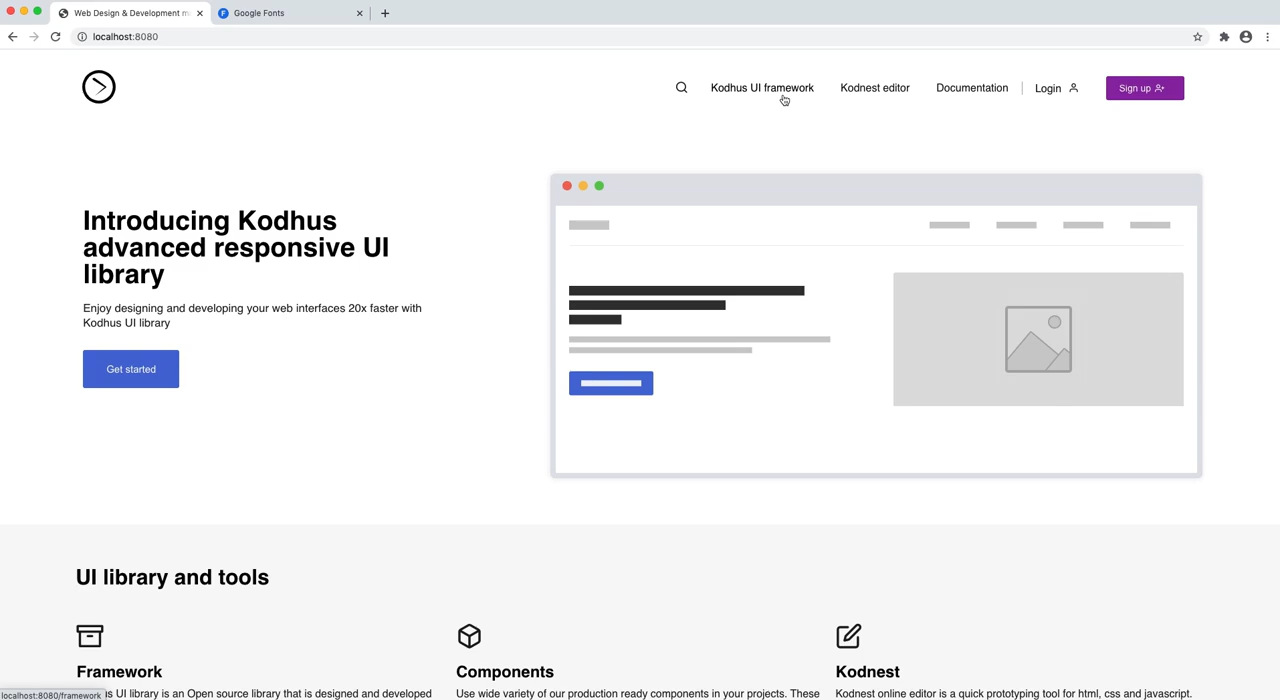 Web Design & Development m
Google Fonts
localhost:8080
Kodhus UI framework
Kodnest editor
Documentation
Login
Sign up
Introducing Kodhus
advanced responsive UI
library
Enjoy designing and developing your web interfaces 20x faster with
Kodhus UI library
Get started
UI library and tools
Framework
Components
Kodnest
s UI library is an Open source library that is designed and developed
Use wide variety of our production ready components in your projects. These
Kodnest online editor is a quick prototyping tool for html, css and javascript.
localhost:8080/framework